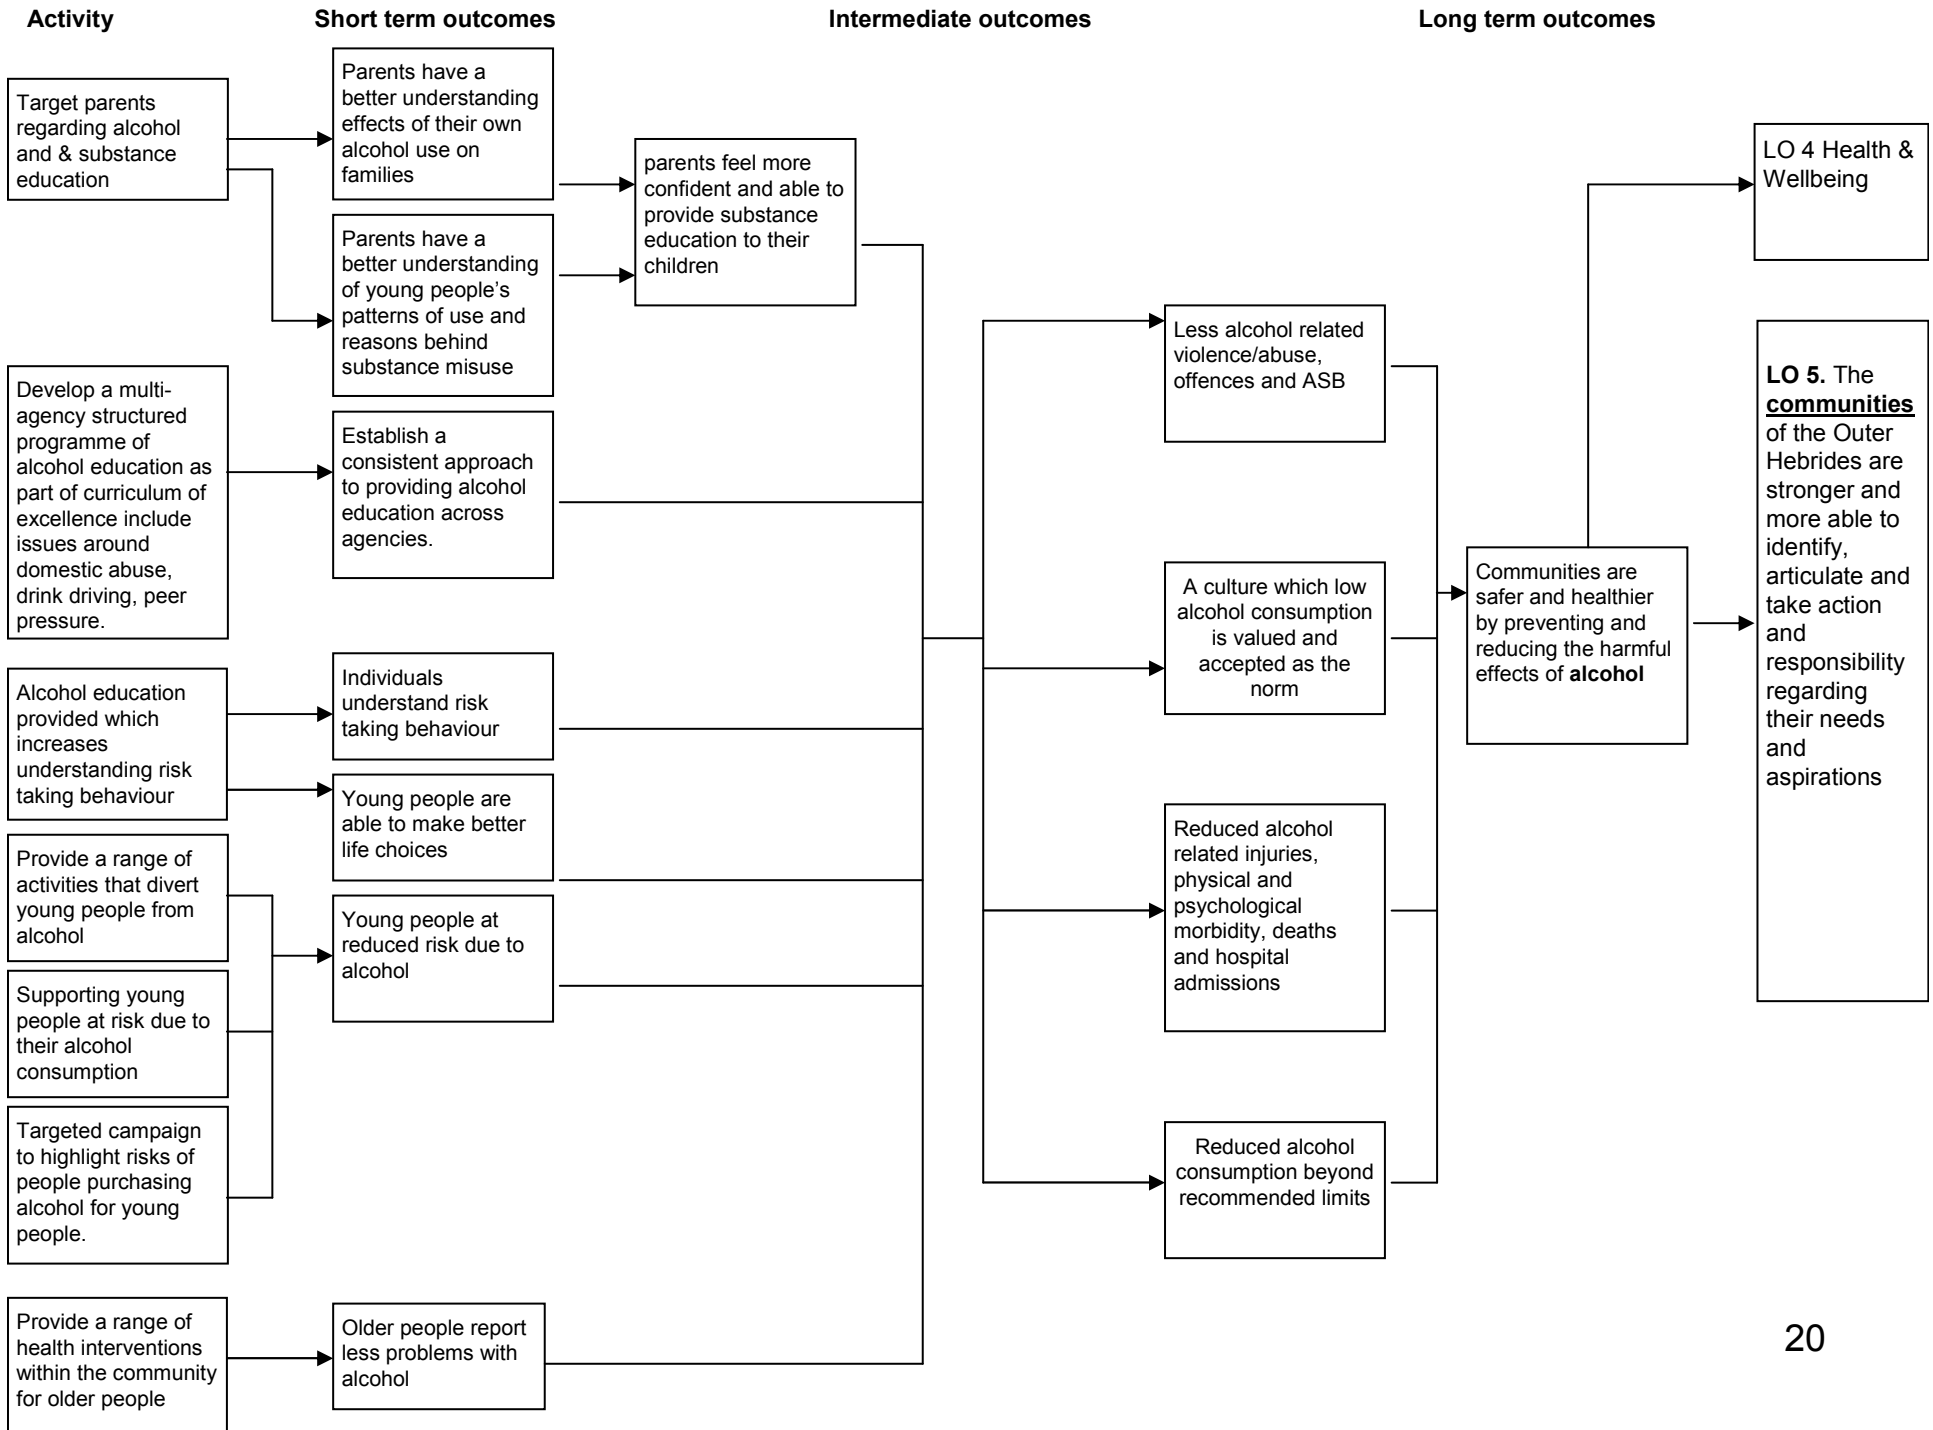 Activity
Short term outcomes
Intermediate outcomes
Long term outcomes
Target parents
regarding alcohol
and & substance
education
Develop a multi-
agency structured
programme of
alcohol education as
part of curriculum of
excellence include
issues around
domestic abuse,
drink driving, peer
pressure.
Alcohol education
provided which
increases
understanding risk
taking behaviour
Provide a range of
activities that divert
young people from
alcohol
Supporting young
people at risk due to
their alcohol
consumption
Targeted campaign
to highlight risks of
people purchasing
alcohol for young
people.
Provide a range of
health interventions
within the community
for older people
Parents have a
better understanding
effects of their own
alcohol use on
families
Parents have a
better understanding
of young people’s
patterns of use and
reasons behind
substance misuse
Establish a
consistent approach
to providing alcohol
education across
agencies.
Individuals
understand risk
taking behaviour
Young people are
able to make better
life choices
Young people at
reduced risk due to
alcohol
Older people report
less problems with
alcohol
parents feel more
confident and able to
provide substance
education to their
children
Less alcohol related
violence/abuse,
offences and ASB
A culture which low
alcohol consumption
is valued and
accepted as the
norm
Reduced alcohol
related injuries,
physical and
psychological
morbidity, deaths
and hospital
admissions
Reduced alcohol
consumption beyond
recommended limits
Communities are
safer and healthier
by preventing and
reducing the harmful
effects of alcohol
LO 4 Health &
Wellbeing
LO 5. The
communities
of the Outer
Hebrides are
stronger and
more able to
identify,
articulate and
take action
and
responsibility
regarding
their needs
and
aspirations
20